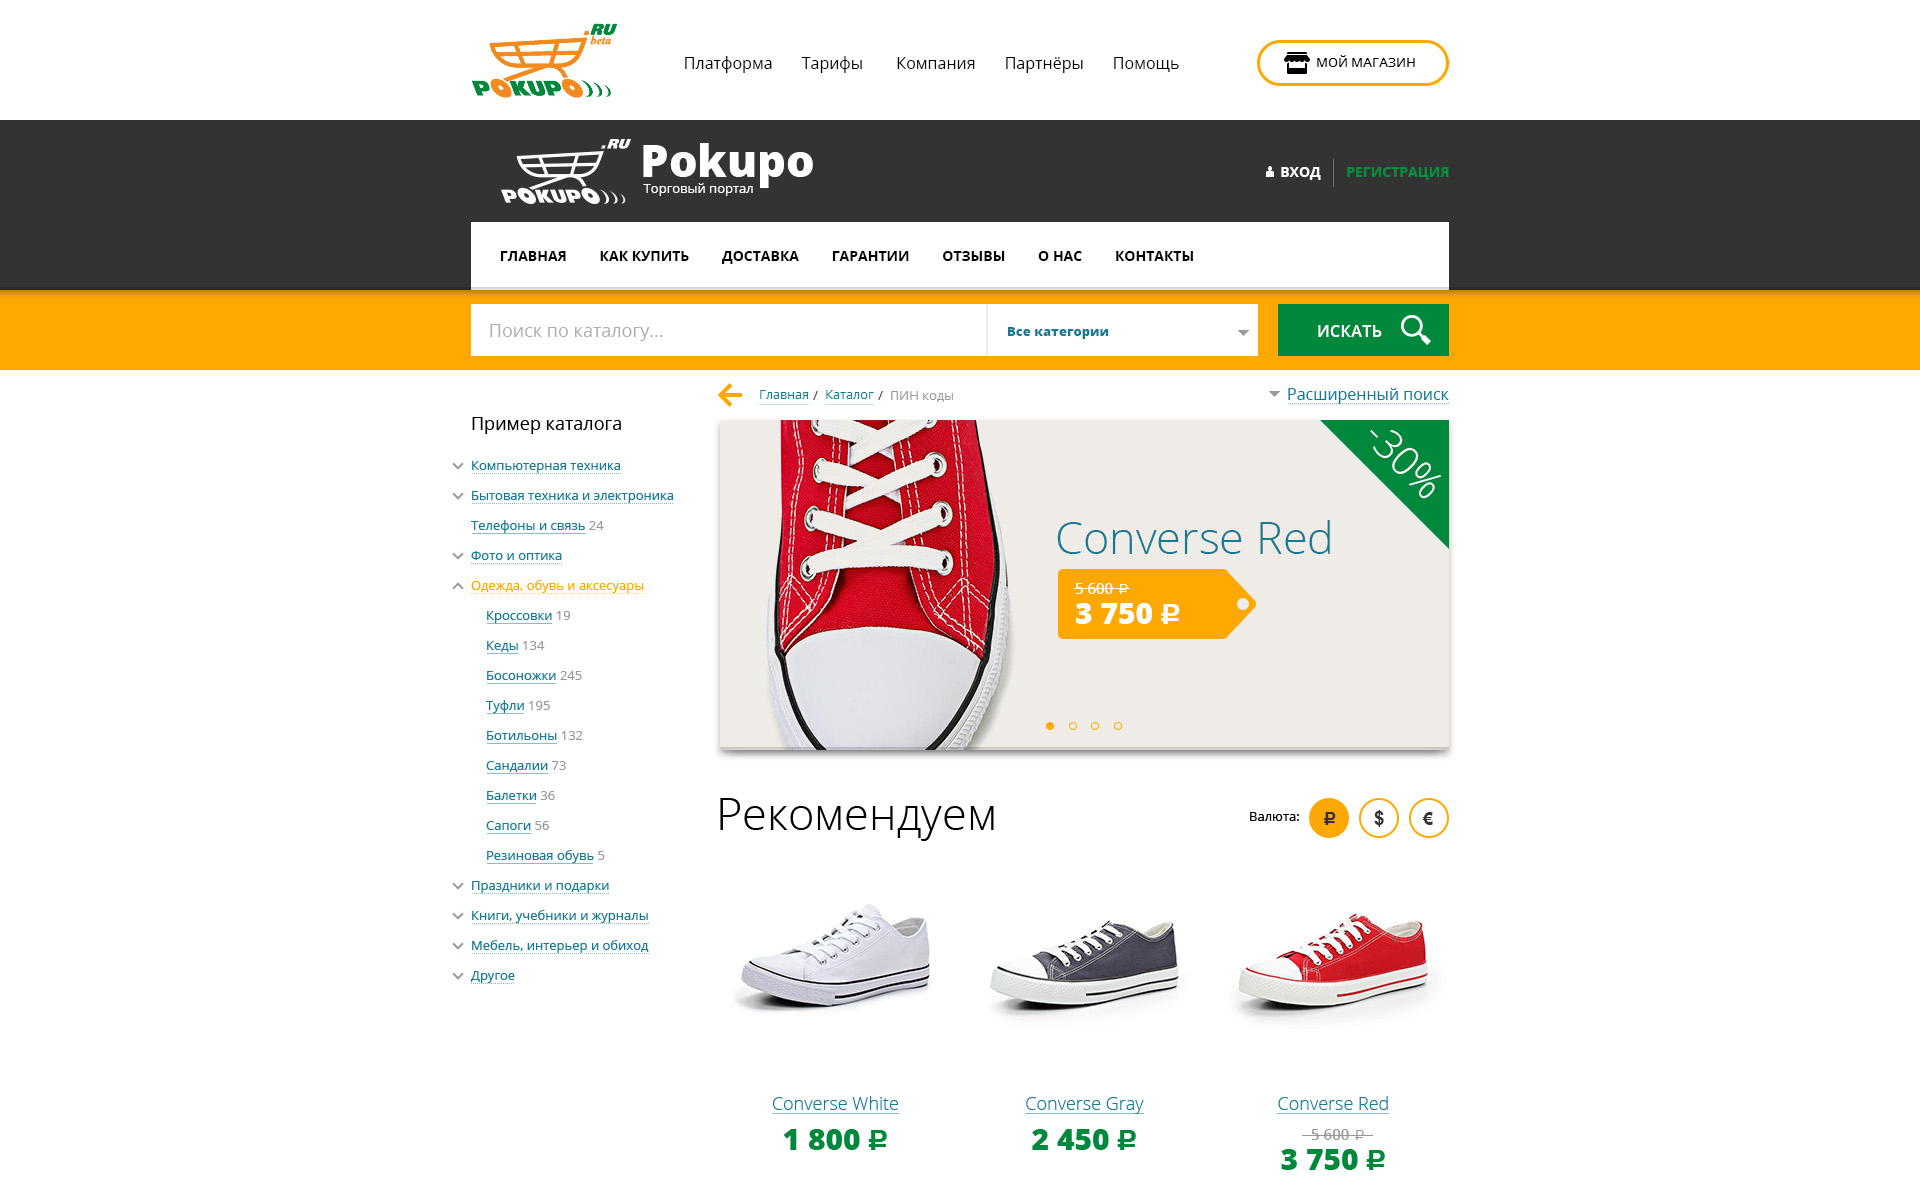 .RU
beta
POKUPO
Платформа Тарифы Компания Партнёры Помощь
МОЙ МАГАЗИН
.RU
POKUPO
Pokupo
Торговый портал
ВХОД РЕГИСТРАЦИЯ
ГЛАВНАЯ КАК КУПИТЬ ДОСТАВКА ГАРАНТИИ ОТЗЫВЫ О НАС КОНТАКТЫ
Поиск по каталогу...
Все категории
ИСКАТЬ
Главная / Каталог / ПИН коды
Расширенный поиск
Пример каталога
Компьютерная техника
Бытовая техника и электроника
Телефоны и связь 24
Фото и оптика
Одежда, обувь и аксесуары
Кроссовки 19
Кеды 134
Босоножки 245
Туфли 195
Ботильоны 132
Сандалии 73
Балетки 36
Сапоги 56
Резиновая обувь 5
Праздники и подарки
Книги, учебники и журналы
Мебель, интерьер и обиход
Другое
-30%
Converse Red
5 600 ₽
3 750 ₽
Рекомендуем
Валюта: ₽ $ €
Converse White
1 800 ₽
Converse Gray
2 450 ₽
Converse Red
5 600 ₽
3 750 ₽